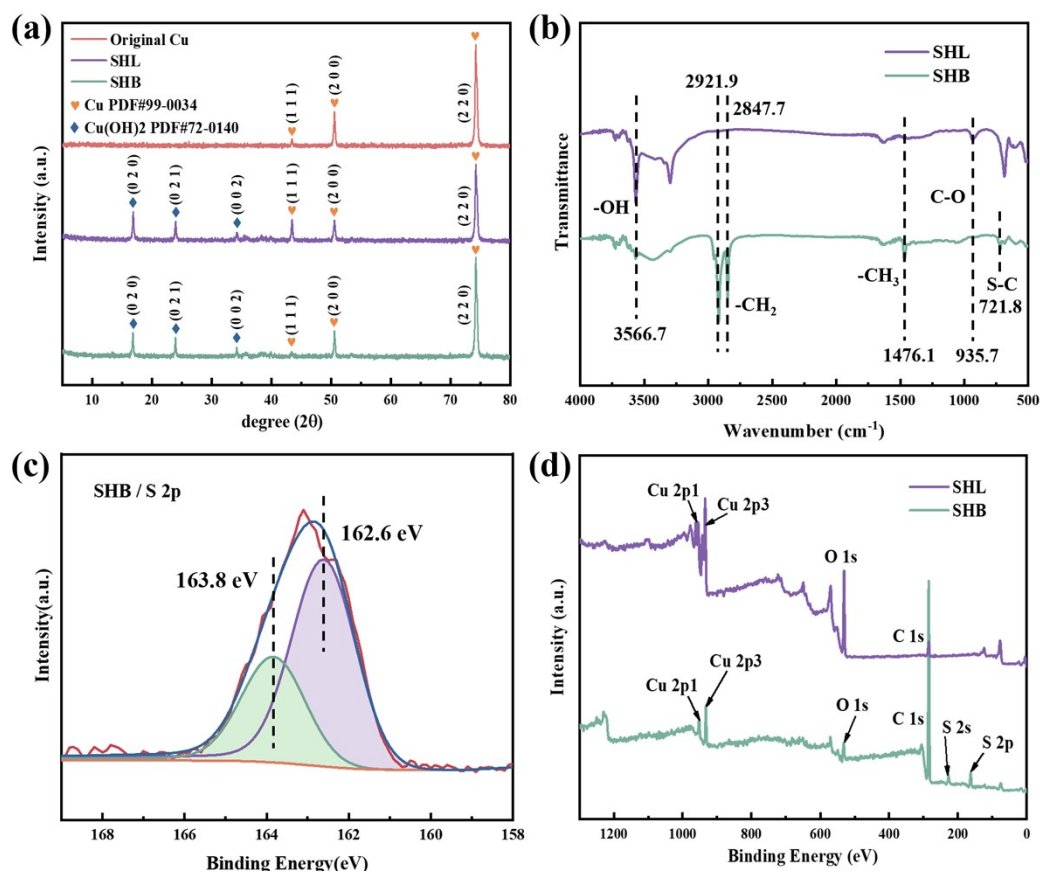 (a)
Original Cu
SHL
SHB
♥ Cu PDF#99-0034
◆ Cu(OH)2 PDF#72-0140
(1 1 1)
(2 0 0)
(2 2 0)
(0 2 0)
(0 2 1)
(0 0 2)
(1 1 1)
(2 0 0)
(2 2 0)
(0 2 0)
(0 2 1)
(0 0 2)
(1 1 1)
(2 0 0)
(2 2 0)
Intensity (a.u.)
10 20 30 40 50 60 70 80
degree (2θ)
(b)
SHL
SHB
2921.9
2847.7
-OH
C-O
-CH₂
-CH₃
S-C
721.8
3566.7
1476.1
935.7
Transmittance
4000 3500 3000 2500 2000 1500 1000 500
Wavenumber (cm⁻¹)
(c)
SHB / S 2p
162.6 eV
163.8 eV
Intensity(a.u.)
168 166 164 162 160 158
Binding Energy(eV)
(d)
SHL
SHB
Cu 2p1
Cu 2p3
O 1s
C 1s
Cu 2p3
Cu 2p1
O 1s
C 1s
S 2s
S 2p
Intensity (a.u.)
1200 1000 800 600 400 200 0
Binding Energy (eV)